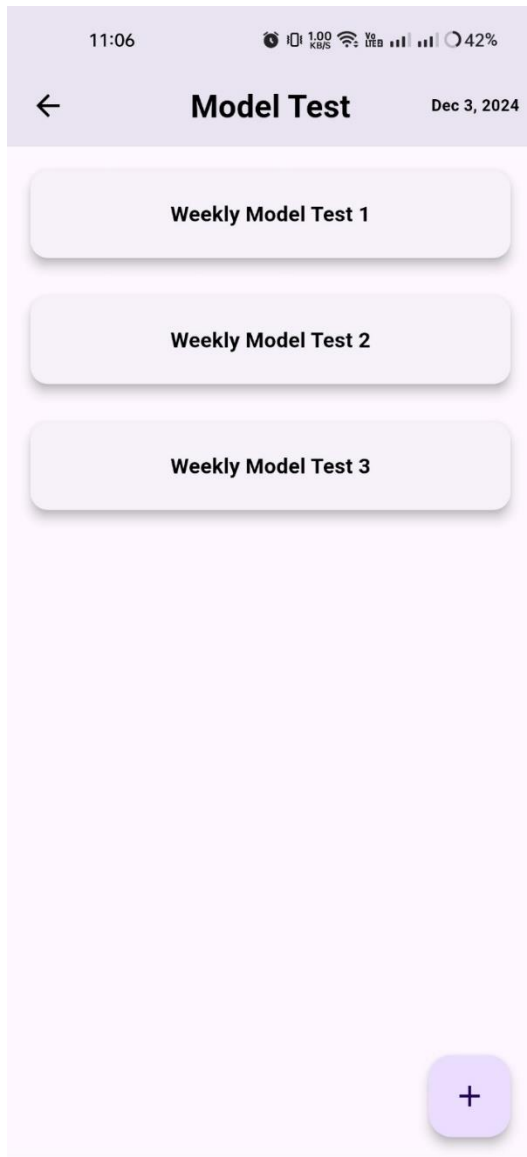 11:06 1.00 KB/S Vo LTE 42%
Model Test Dec 3, 2024
Weekly Model Test 1
Weekly Model Test 2
Weekly Model Test 3
+